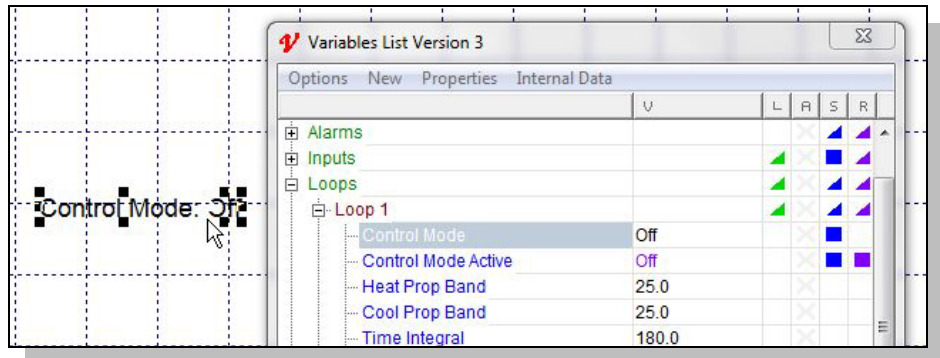 Variables List Version 3
Options New Properties Internal Data
V L A S R
Alarms
Inputs
Loops
Loop 1
Control Mode: Off
Control Mode Off
Control Mode Active Off
Heat Prop Band 25.0
Cool Prop Band 25.0
Time Integral 180.0